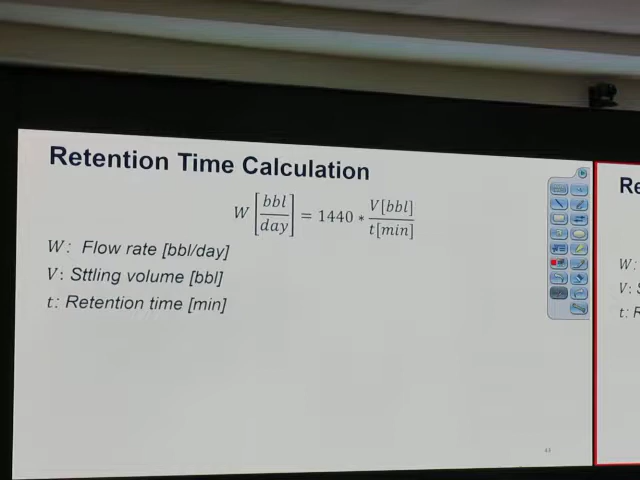 Retention Time Calculation
W [bbl/day] = 1440 * V[bbl]/t[min]
W: Flow rate [bbl/day]
V: Sttling volume [bbl]
t: Retention time [min]
43
Re
W:
V: S
t: R